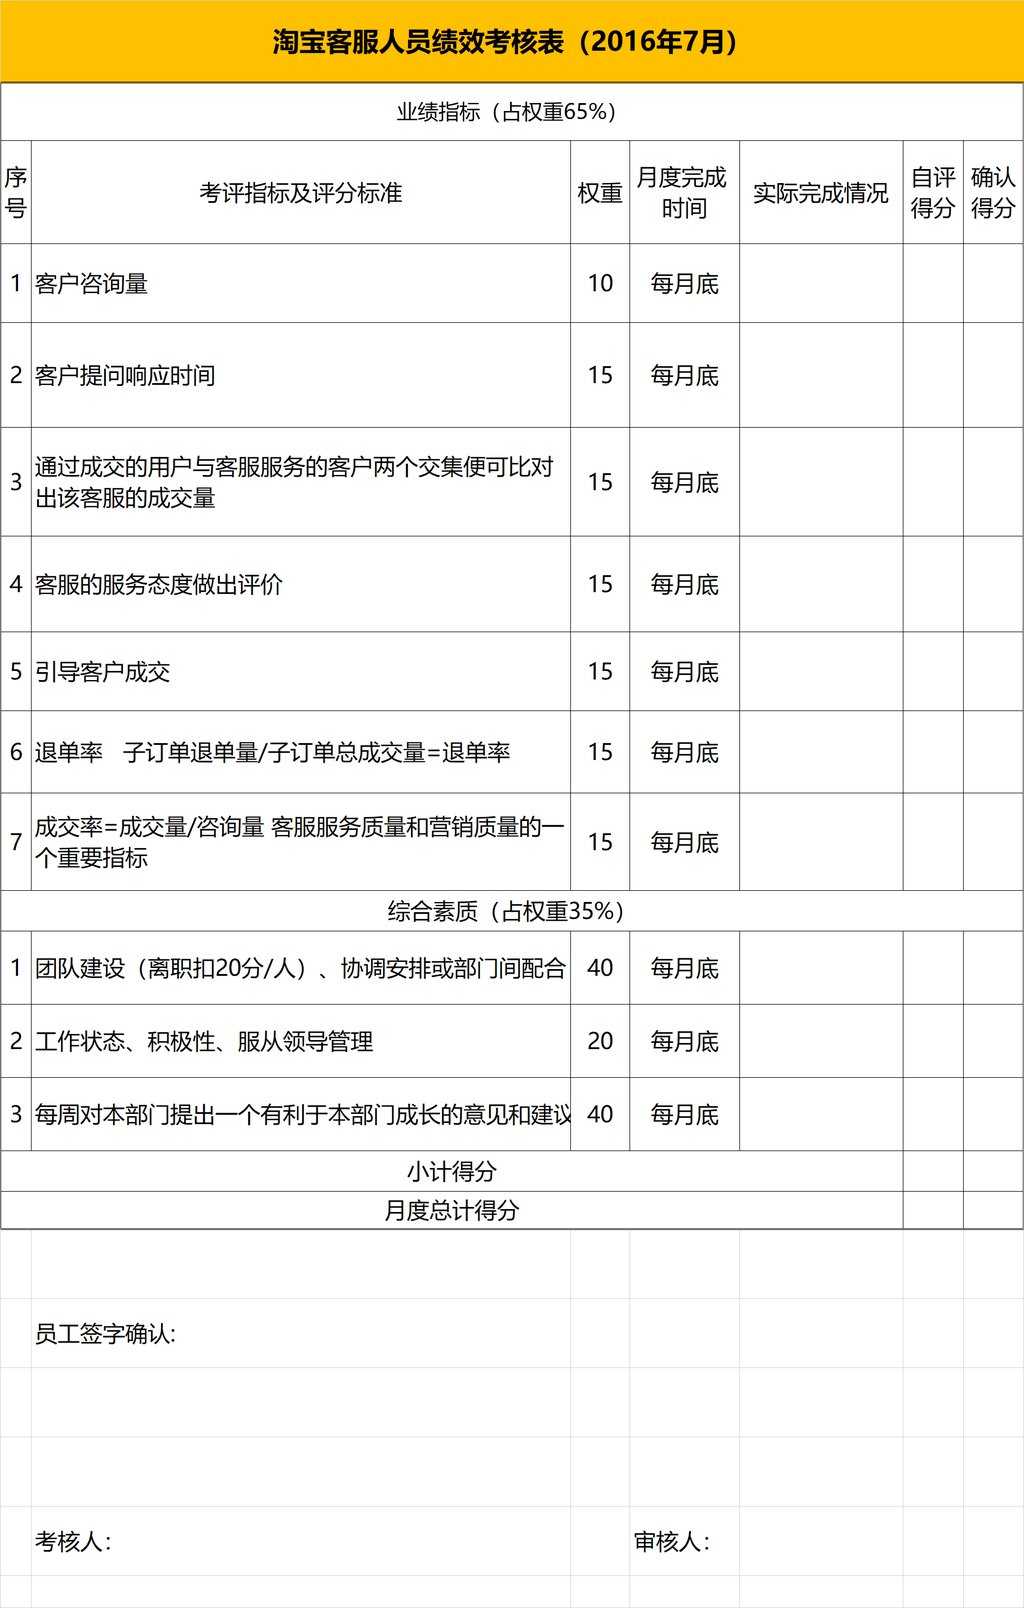 淘宝客服人员绩效考核表（2016年7月）
业绩指标（占权重65%）
序号 考评指标及评分标准 权重 月度完成时间 实际完成情况 自评得分 确认得分
1 客户咨询量 10 每月底
2 客户提问响应时间 15 每月底
3 通过成交的用户与客服服务的客户两个交集便可比对
出该客服的成交量 15 每月底
4 客服的服务态度做出评价 15 每月底
5 引导客户成交 15 每月底
6 退单率 子订单退单量/子订单总成交量=退单率 15 每月底
7 成交率=成交量/咨询量 客服服务质量和营销质量的一
个重要指标 15 每月底
综合素质（占权重35%）
1 团队建设（离职扣20分/人）、协调安排或部门间配合 40 每月底
2 工作状态、积极性、服从领导管理 20 每月底
3 每周对本部门提出一个有利于本部门成长的意见和建议 40 每月底
小计得分
月度总计得分
员工签字确认:
考核人： 审核人：